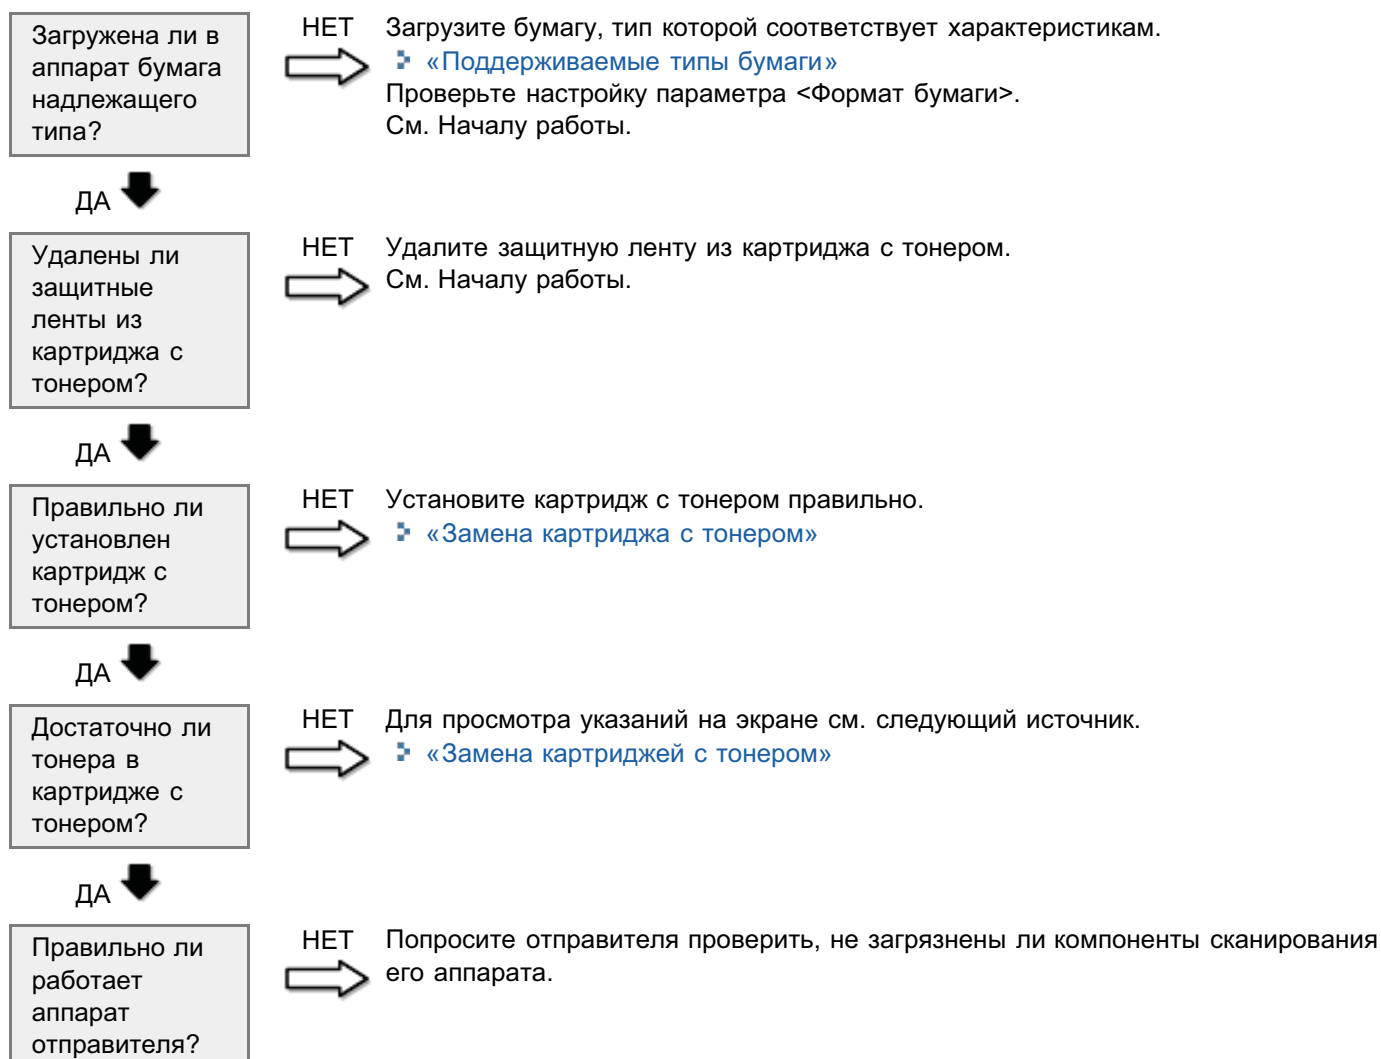 Загружена ли в
аппарат бумага
надлежащего
типа?
НЕТ
Загрузите бумагу, тип которой соответствует характеристикам.
«Поддерживаемые типы бумаги»
Проверьте настройку параметра <Формат бумаги>.
См. Началу работы.
ДА
Удалены ли
защитные
ленты из
картриджа с
тонером?
НЕТ
Удалите защитную ленту из картриджа с тонером.
См. Началу работы.
ДА
Правильно ли
установлен
картридж с
тонером?
НЕТ
Установите картридж с тонером правильно.
«Замена картриджа с тонером»
ДА
Достаточно ли
тонера в
картридже с
тонером?
НЕТ
Для просмотра указаний на экране см. следующий источник.
«Замена картриджей с тонером»
ДА
Правильно ли
работает
аппарат
отправителя?
НЕТ
Попросите отправителя проверить, не загрязнены ли компоненты сканирования
его аппарата.